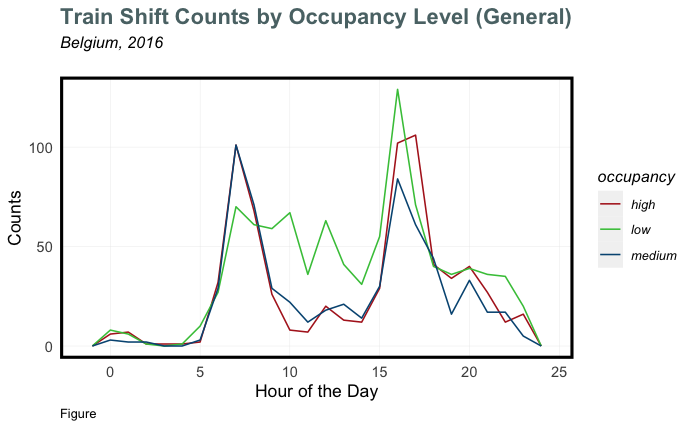 Train Shift Counts by Occupancy Level (General)
Belgium, 2016
Counts
100
50
0
0 5 10 15 20 25
Hour of the Day
occupancy
high
low
medium
Figure